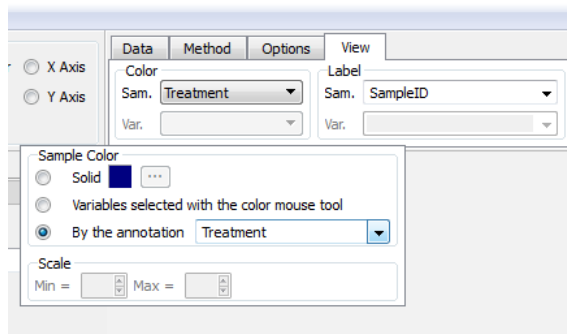 Data Method Options View
X Axis
Y Axis
Color
Sam. Treatment
Var.
Label
Sam. SampleID
Var.
Sample Color
Solid ...
Variables selected with the color mouse tool
By the annotation Treatment
Scale
Min = Max =